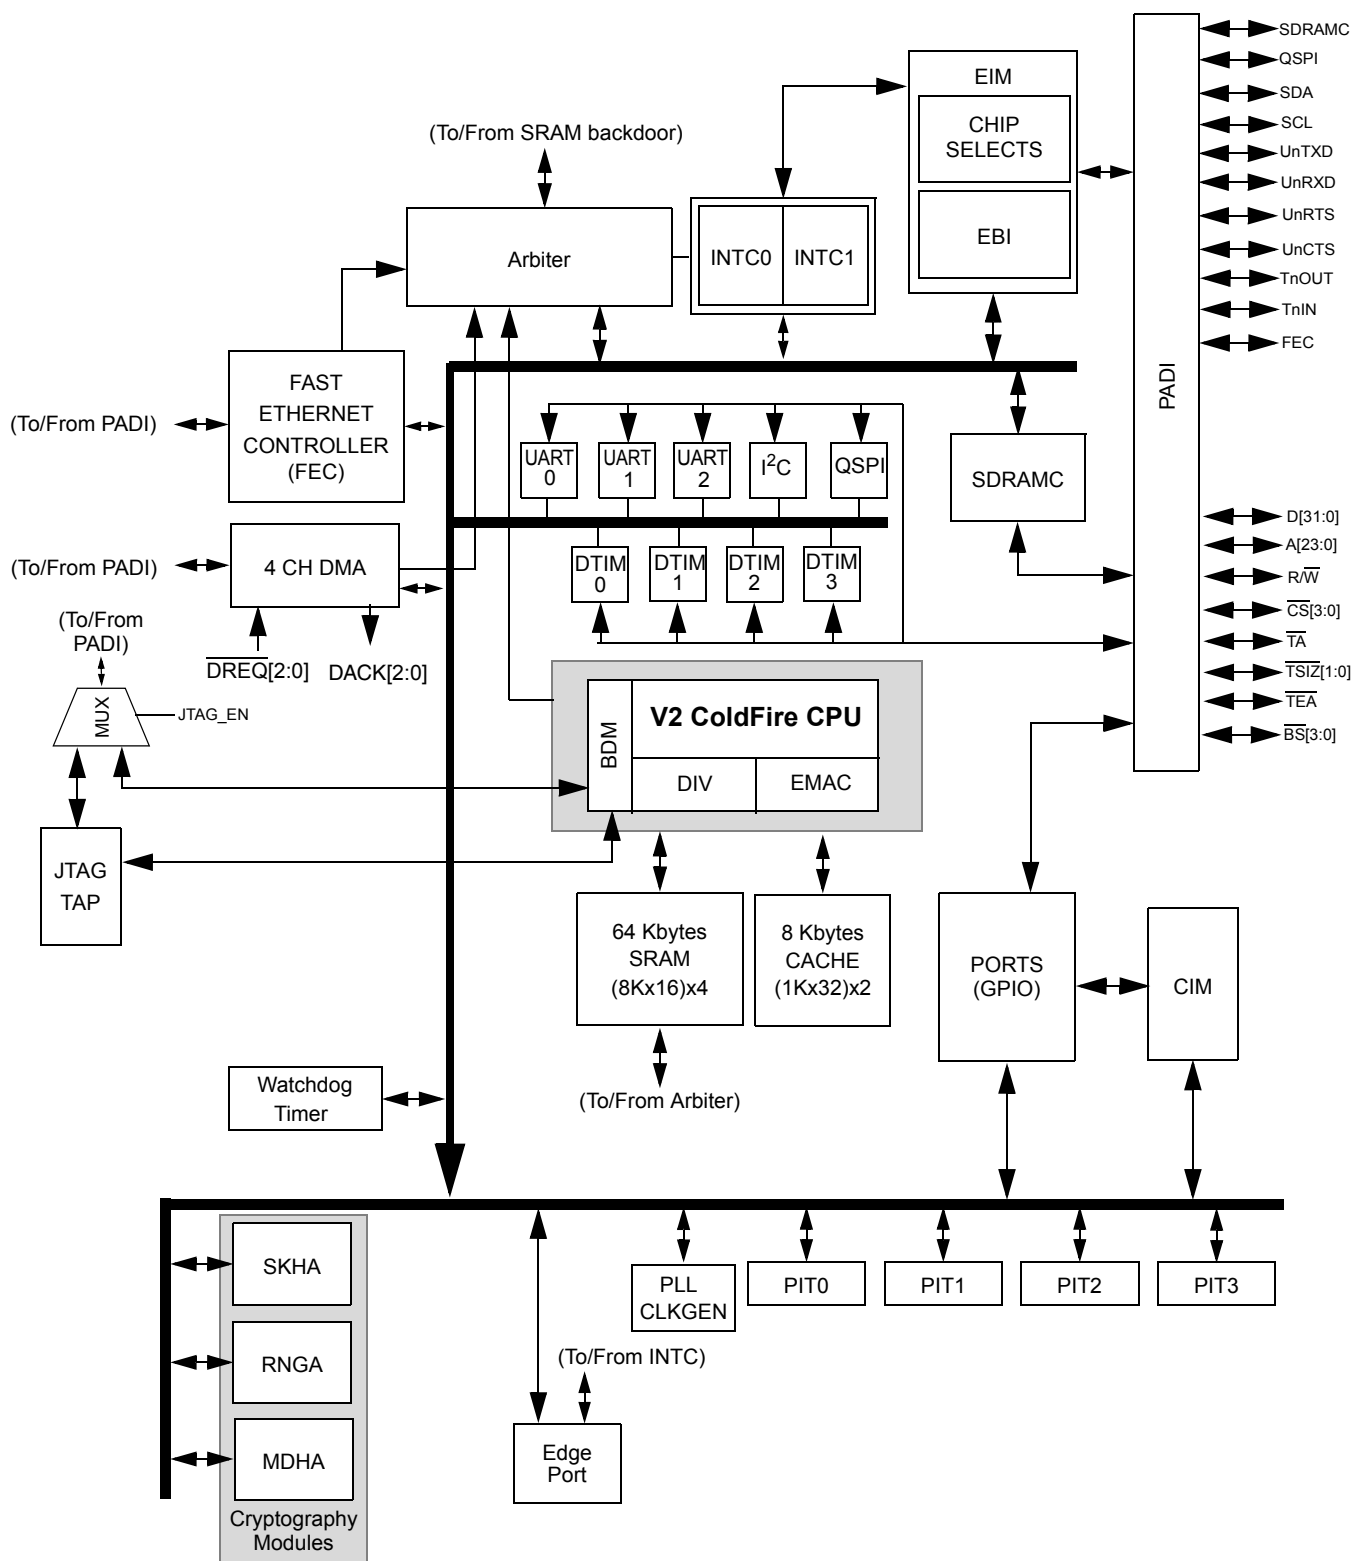 SDRAMC
QSPI
SDA
SCL
UnTXD
UnRXD
UnRTS
UnCTS
TnOUT
TnIN
FEC
PADI
D[31:0]
A[23:0]
R/W̅
C̅S̅[3:0]
T̅A̅
T̅S̅I̅Z̅[1:0]
T̅E̅A̅
B̅S̅[3:0]
EIM
CHIP
SELECTS
EBI
(To/From SRAM backdoor)
Arbiter
INTC0
INTC1
FAST
ETHERNET
CONTROLLER
(FEC)
(To/From PADI)
UART
0
UART
1
UART
2
I²C
QSPI
SDRAMC
4 CH DMA
(To/From PADI)
DTIM
0
DTIM
1
DTIM
2
DTIM
3
(To/From
PADI)
D̅R̅E̅Q̅[2:0]
DACK[2:0]
MUX
JTAG_EN
BDM
V2 ColdFire CPU
DIV
EMAC
JTAG
TAP
64 Kbytes
SRAM
(8Kx16)x4
8 Kbytes
CACHE
(1Kx32)x2
PORTS
(GPIO)
CIM
Watchdog
Timer
(To/From Arbiter)
SKHA
RNGA
MDHA
Cryptography
Modules
PLL
CLKGEN
PIT0
PIT1
PIT2
PIT3
(To/From INTC)
Edge
Port